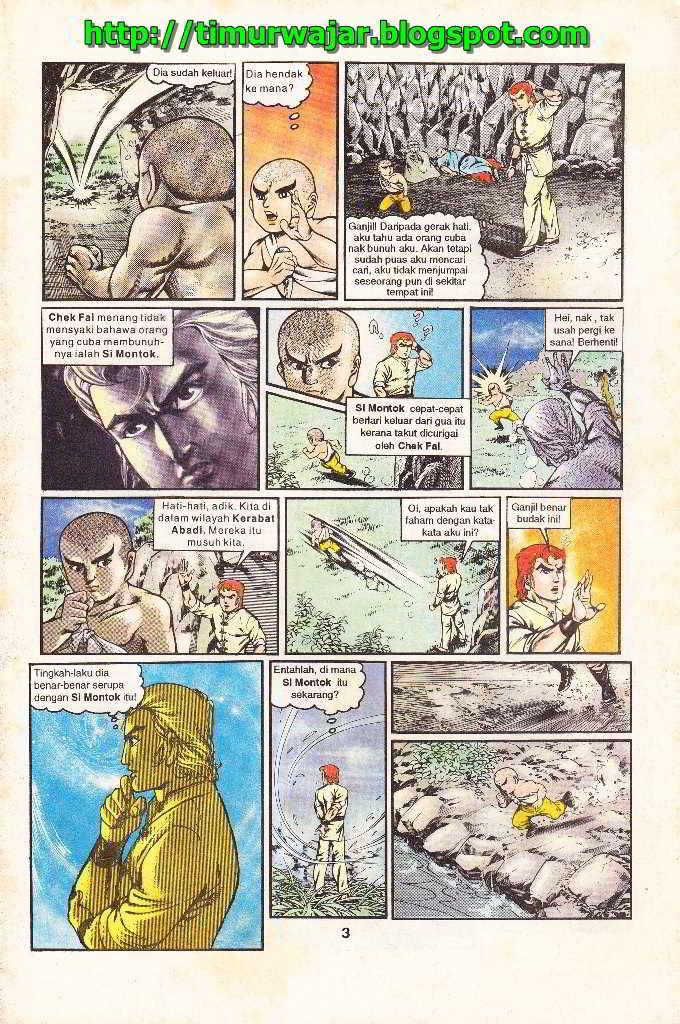 http://timurwajar.blogspot.com
Dia sudah keluar!
Dia hendak
ke mana?
Ganjil! Daripada gerak hati,
aku tahu ada orang cuba
nak bunuh aku. Akan tetapi
sudah puas aku mencari
cari, aku tidak menjumpai
seseorang pun di sekitar
tempat ini!
Chek Fal menang tidak
mensyaki bahawa orang
yang cuba membunuh-
nya ialah Si Montok.
? ? ?
SI Montok cepat-cepat
berlari keluar dari gua itu
kerana takut dicurigai
oleh Chek Fal.
Hei, nak , tak
usah pergi ke
sana! Berhenti!
Hati-hati, adik. Kita di
dalam wilayah Kerabat
Abadi. Mereka itu
musuh kita.
Oi, apakah kau tak
faham dengan kata-
kata aku ini?
Ganjil benar
budak ini!
Tingkah-laku dia
benar-benar serupa
dengan SI Montok itu!
Entahlah, di mana
SI Montok itu
sekarang?
3